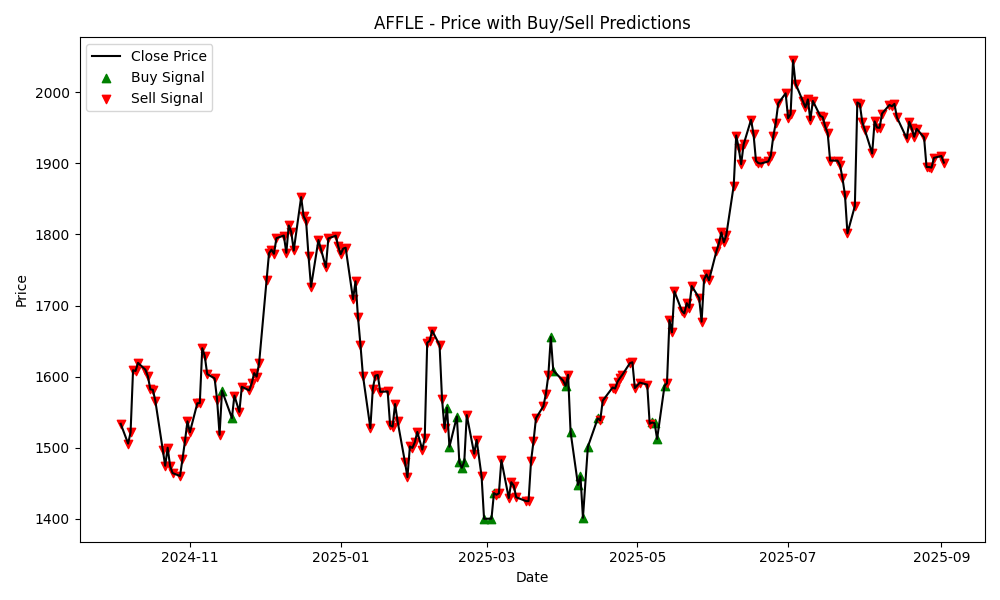 AFFLE - Price with Buy/Sell Predictions
Close Price
Buy Signal
Sell Signal
Price
2000
1900
1800
1700
1600
1500
1400
2024-11
2025-01
2025-03
2025-05
2025-07
2025-09
Date